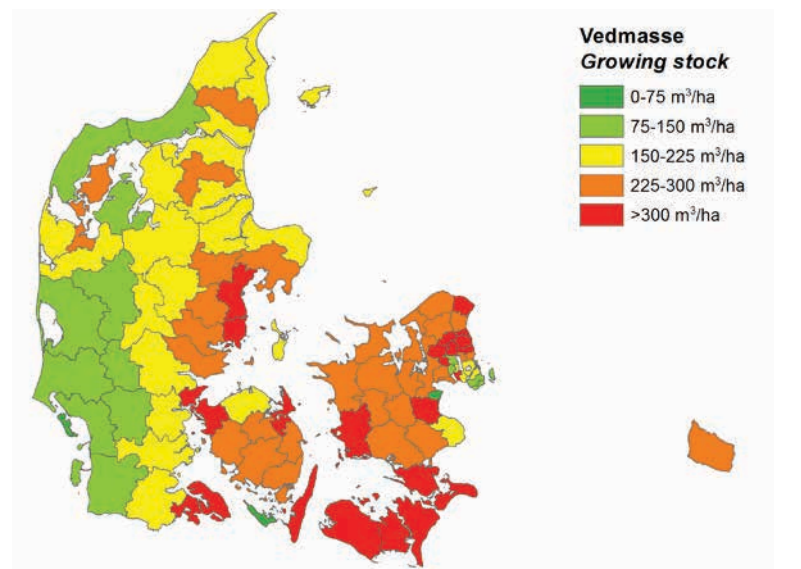 Vedmasse
Growing stock
0-75 m³/ha
75-150 m³/ha
150-225 m³/ha
225-300 m³/ha
>300 m³/ha